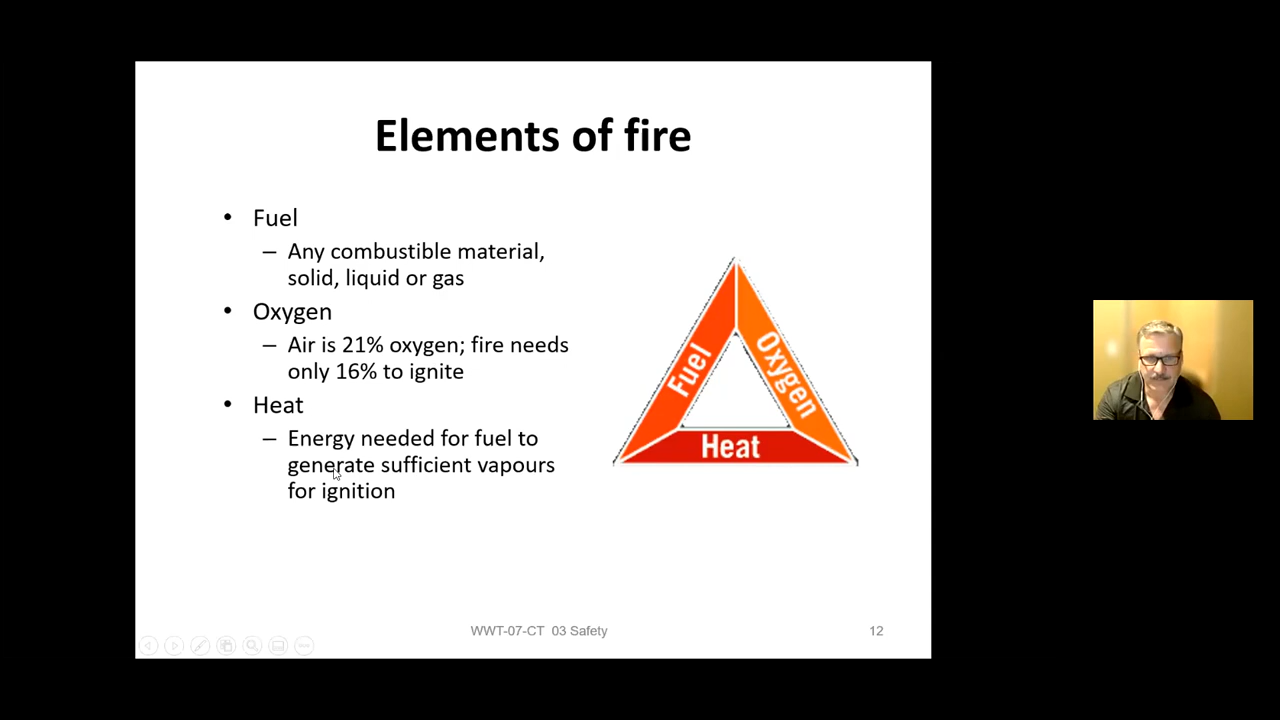 Elements of fire
• Fuel
– Any combustible material,
solid, liquid or gas
• Oxygen
– Air is 21% oxygen; fire needs
only 16% to ignite
• Heat
– Energy needed for fuel to
generate sufficient vapours
for ignition
Fuel
Oxygen
Heat
WWT-07-CT 03 Safety
12